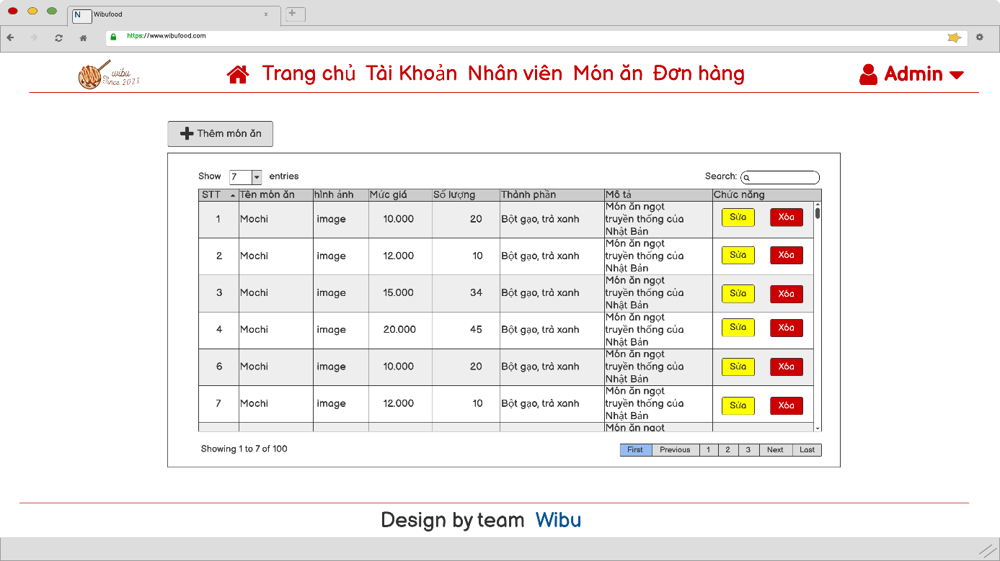 N Wibufood x
https://www.wibufood.com
wibu
Since 2021
Trang chủ Tài Khoản Nhân viên Món ăn Đơn hàng Admin
Thêm món ăn
Show 7 entries Search:
STT Tên món ăn hình ảnh Mức giá Số lượng Thành phần Mô tả Chức năng
1 Mochi image 10.000 20 Bột gạo, trà xanh Món ăn ngọt
truyền thống của
Nhật Bản
Sửa Xóa
2 Mochi image 12.000 10 Bột gạo, trà xanh Món ăn ngọt
truyền thống của
Nhật Bản
Sửa Xóa
3 Mochi image 15.000 34 Bột gạo, trà xanh Món ăn ngọt
truyền thống của
Nhật Bản
Sửa Xóa
4 Mochi image 20.000 45 Bột gạo, trà xanh Món ăn ngọt
truyền thống của
Nhật Bản
Sửa Xóa
6 Mochi image 10.000 20 Bột gạo, trà xanh Món ăn ngọt
truyền thống của
Nhật Bản
Sửa Xóa
7 Mochi image 12.000 10 Bột gạo, trà xanh Món ăn ngọt
truyền thống của
Nhật Bản
Sửa Xóa
Món ăn ngọt
Showing 1 to 7 of 100 First Previous 1 2 3 Next Last
Design by team Wibu